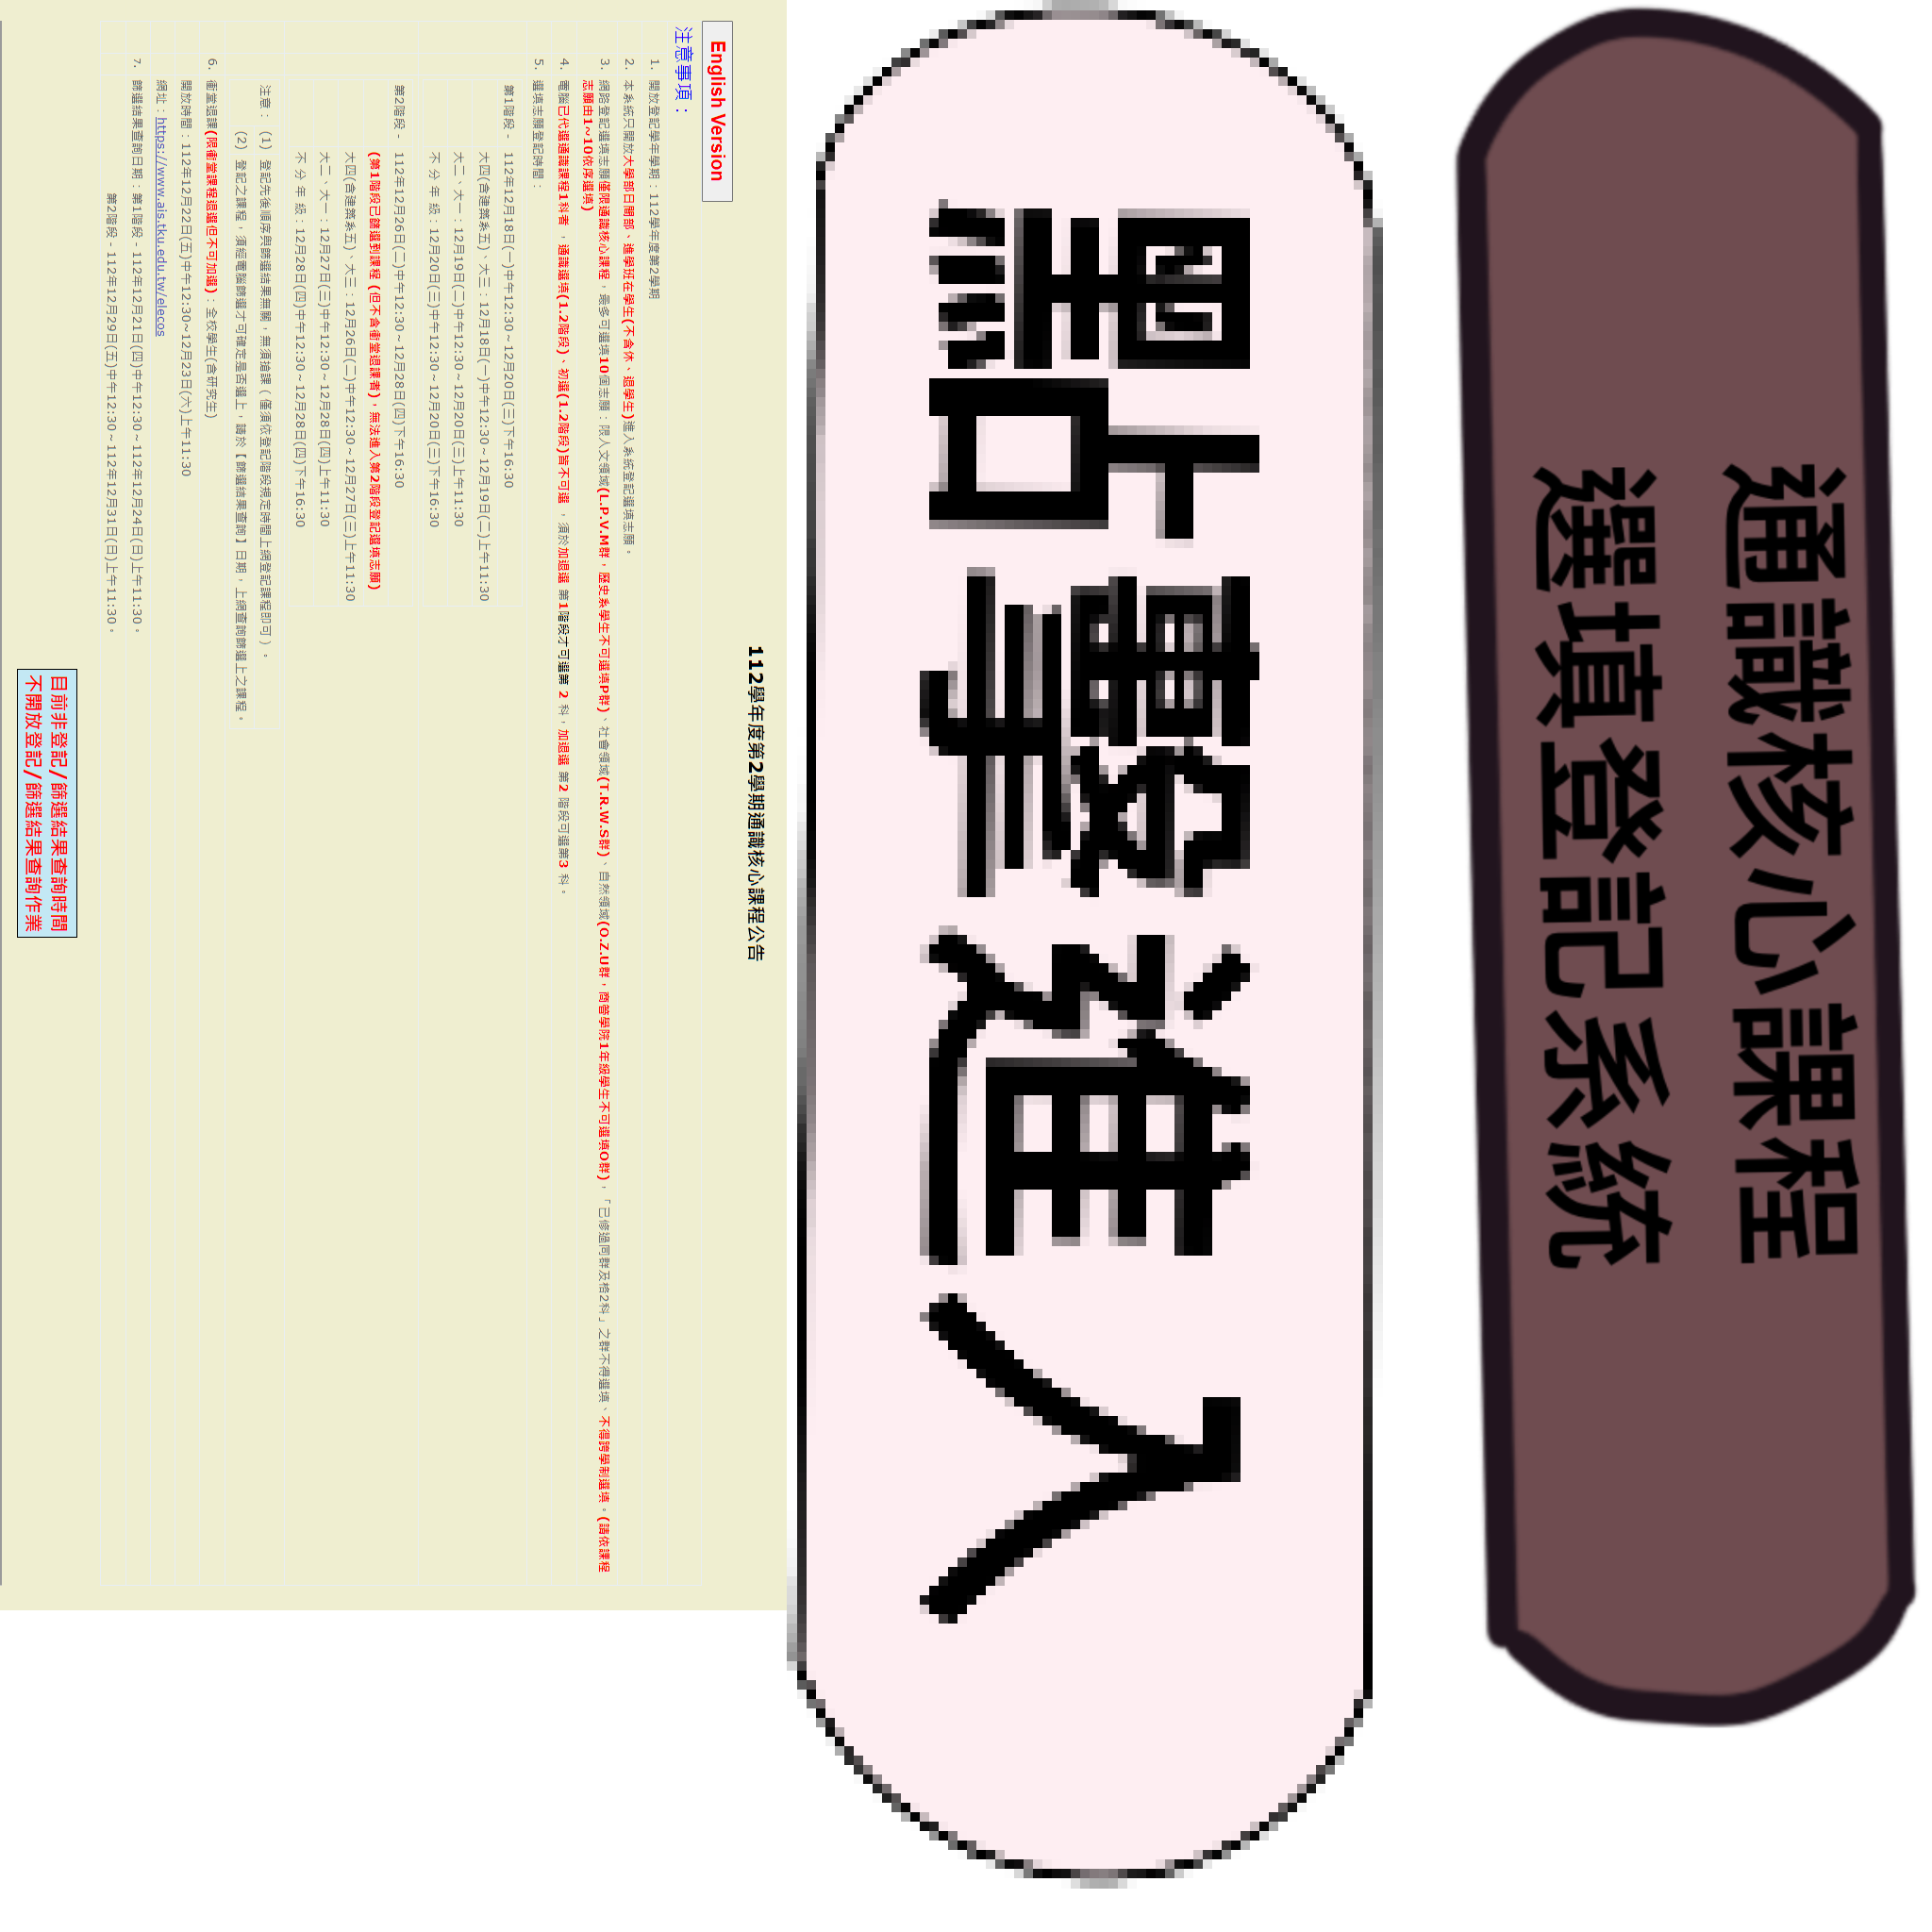 通識核心課程
選填登記系統
點擊進入
112學年度第2學期通識核心課程公告
English Version
注意事項：
1. 開放登記學年學期：112學年度第2學期
2. 本系統只開放大學部日間部、進學班在學生(不含休、退學生)進入系統登記選填志願。
3. 網路登記選填志願僅限通識核心課程，最多可選填10個志願：限人文領域(L.P.V.M群，歷史系學生不可選填P群)、社會領域(T.R.W.S群)、自然領域(O.Z.U群，商管學院1年級學生不可選填O群)，「已修過同群及格2科」之群不得選填、不得跨學制選填。(請依課程
志願由1~10依序選填)
4. 電腦已代選通識課程1科者 ，通識選填(1.2階段)、初選(1.2階段)皆不可選 ，須於加退選 第1階段才可選第 2 科，加退選 第2 階段可選第3 科。
5. 選填志願登記時間：
第1階段 - 112年12月18日(一)中午12:30~12月20日(三)下午16:30
大四(含建築系五)、大三：12月18日(一)中午12:30~12月19日(二)上午11:30
大二、大一：12月19日(二)中午12:30~12月20日(三)上午11:30
不 分 年 級：12月20日(三)中午12:30~12月20日(三)下午16:30
第2階段 - 112年12月26日(二)中午12:30~12月28日(四)下午16:30
(第1階段已篩選到課程 (但不含衝堂退課者)，無法進入第2階段登記選填志願)
大四(含建築系五)、大三：12月26日(二)中午12:30~12月27日(三)上午11:30
大二、大一：12月27日(三)中午12:30~12月28日(四)上午11:30
不 分 年 級：12月28日(四)中午12:30~12月28日(四)下午16:30
注意： (1) 登記先後順序與篩選結果無關，無須搶課 ( 僅須依登記階段規定時間上網登記課程即可 ) 。
(2) 登記之課程，須經電腦篩選才可確定是否選上，請於【篩選結果查詢】日期，上網查詢篩選上之課程。
6. 衝堂退課(限衝堂課程退選但不可加選)：全校學生(含研究生)
開放時間：112年12月22日(五)中午12:30~12月23日(六)上午11:30
網址：https://www.ais.tku.edu.tw/elecos
7. 篩選結果查詢日期：第1階段 - 112年12月21日(四)中午12:30~112年12月24日(日)上午11:30。
第2階段 - 112年12月29日(五)中午12:30~112年12月31日(日)上午11:30。
目前非登記/篩選結果查詢時間
不開放登記/篩選結果查詢作業